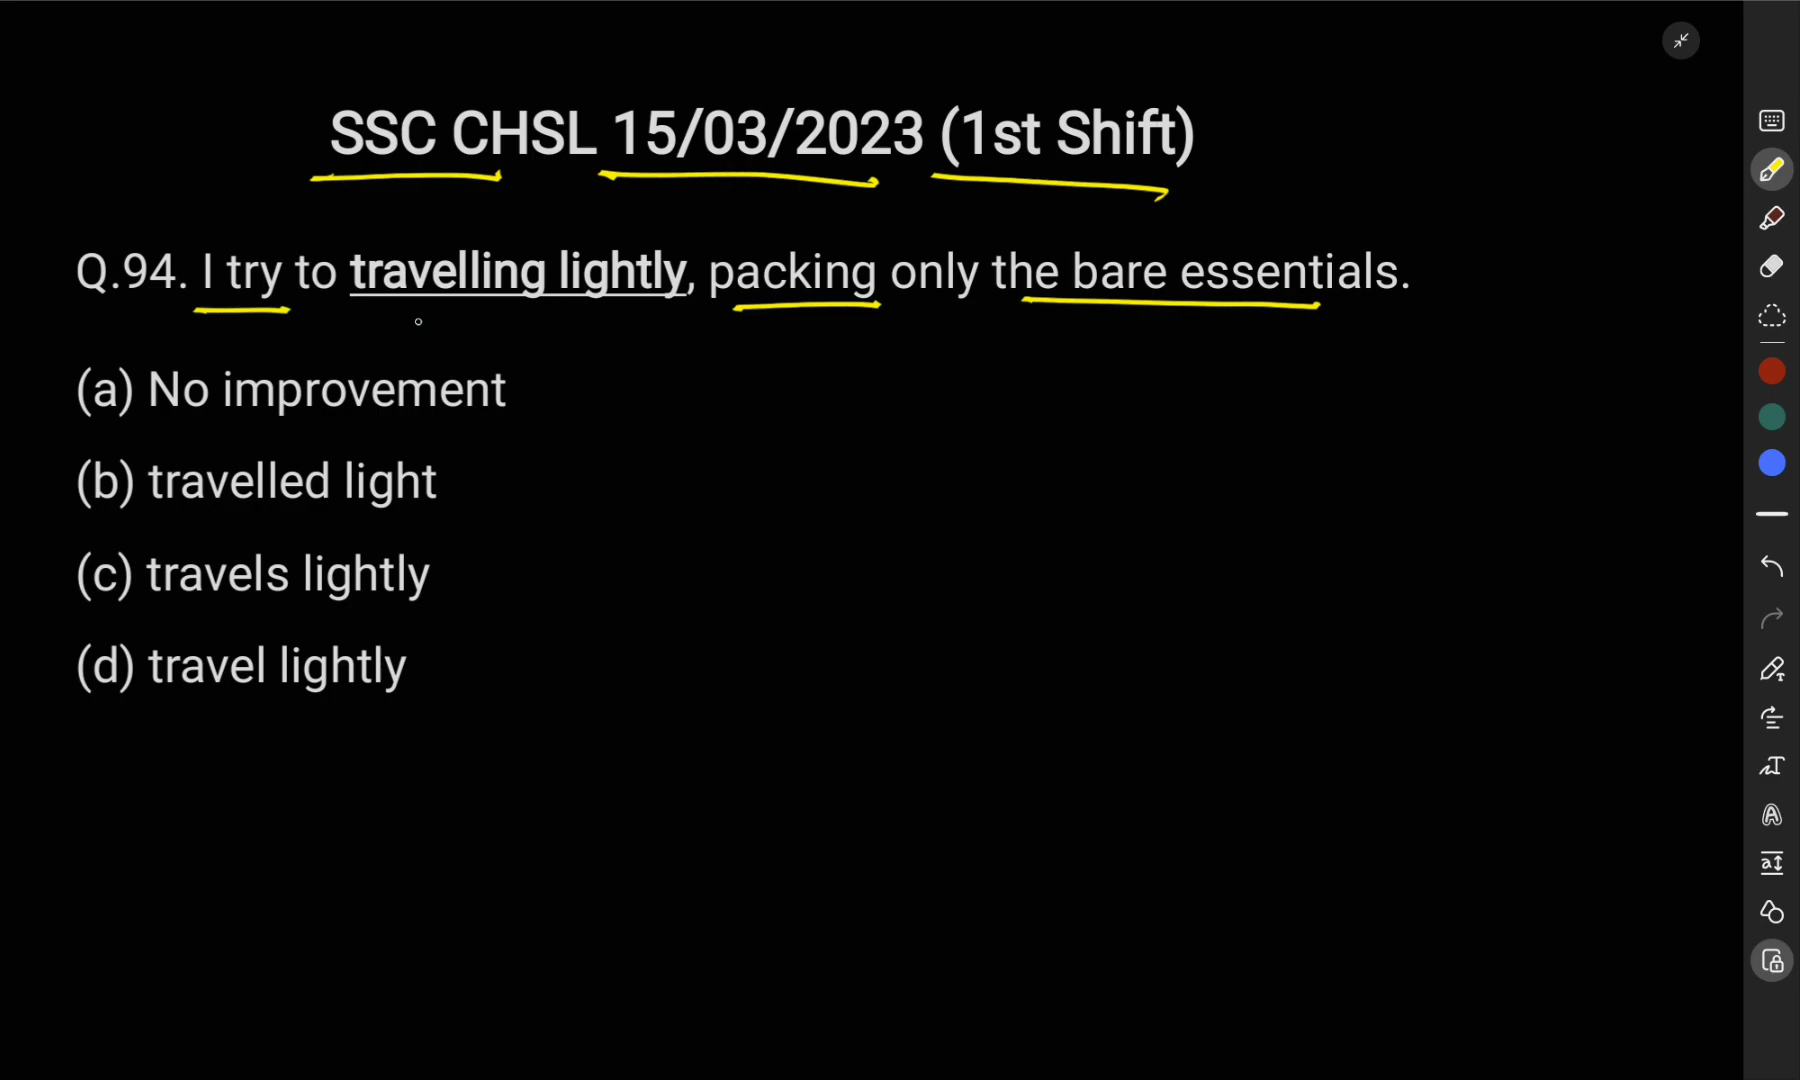 SSC CHSL 15/03/2023 (1st Shift)
Q.94. I try to travelling lightly, packing only the bare essentials.
(a) No improvement
(b) travelled light
(c) travels lightly
(d) travel lightly